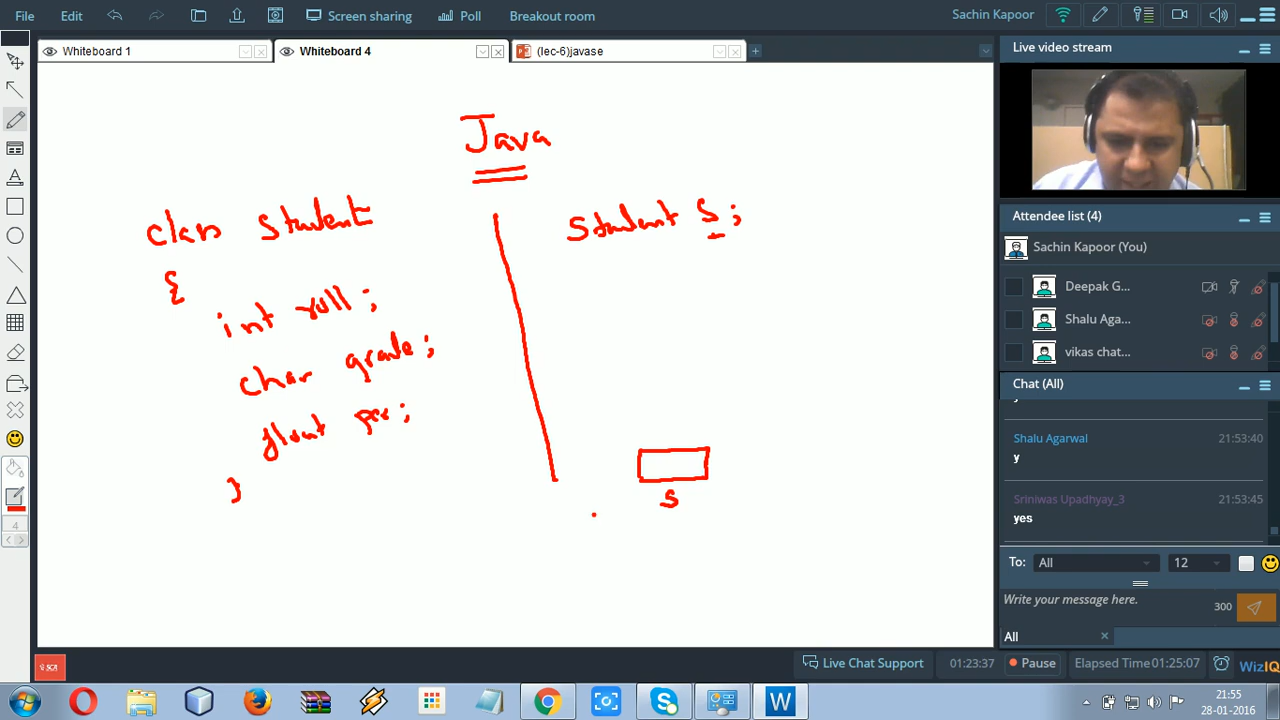 File Edit Screen sharing Poll Breakout room Sachin Kapoor
Whiteboard 1 Whiteboard 4 (lec-6)javase
Live video stream
Java
class Student
{
int roll;
char grade;
float per;
}
Student S;
S
Attendee list (4)
Sachin Kapoor (You)
Deepak G...
Shalu Aga...
vikas chat...
Chat (All)
Shalu Agarwal 21:53:40
y
Sriniwas Upadhyay_3 21:53:45
yes
To: All 12
Write your message here. 300
All
Live Chat Support 01:23:37 Pause Elapsed Time 01:25:07 WizIQ
4
21:55
28-01-2016